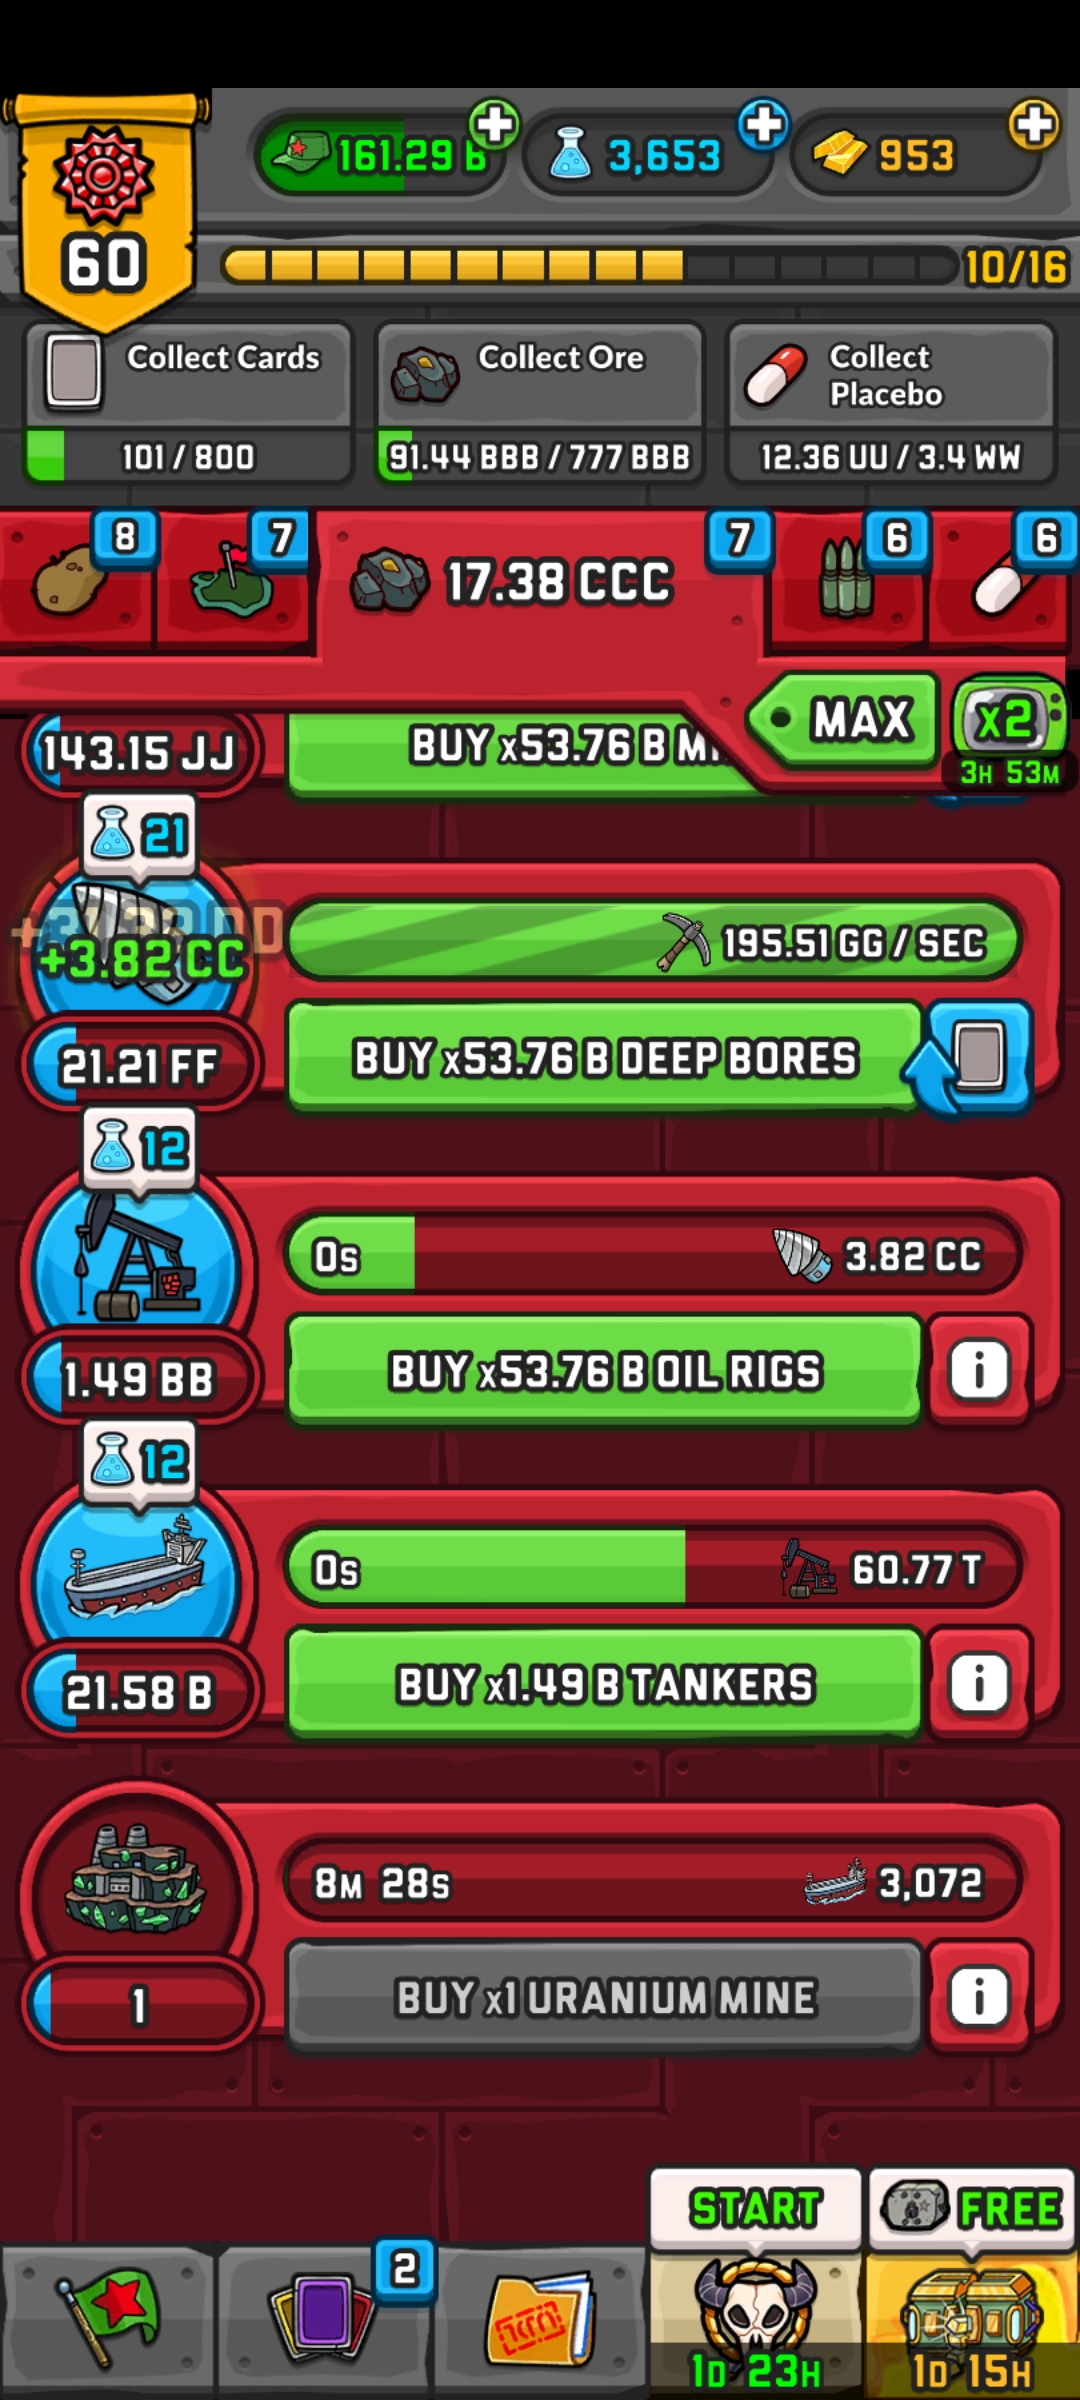 161.29 B
3,653
953
60
10/16
Collect Cards
101 / 800
Collect Ore
91.44 BBB / 777 BBB
Collect
Placebo
12.36 UU / 3.4 WW
8
7
17.38 CCC
7
6
6
MAX
x2
3H 53M
143.15 JJ
BUY x53.76 B
21
+3.82 CC
195.51 GG / SEC
21.21 FF
BUY x53.76 B DEEP BORES
12
0s
3.82 CC
1.49 BB
BUY x53.76 B OIL RIGS
i
12
0s
60.77 T
21.58 B
BUY x1.49 B TANKERS
i
8M 28s
3,072
1
BUY x1 URANIUM MINE
i
START
FREE
2
1D 23H
1D 15H